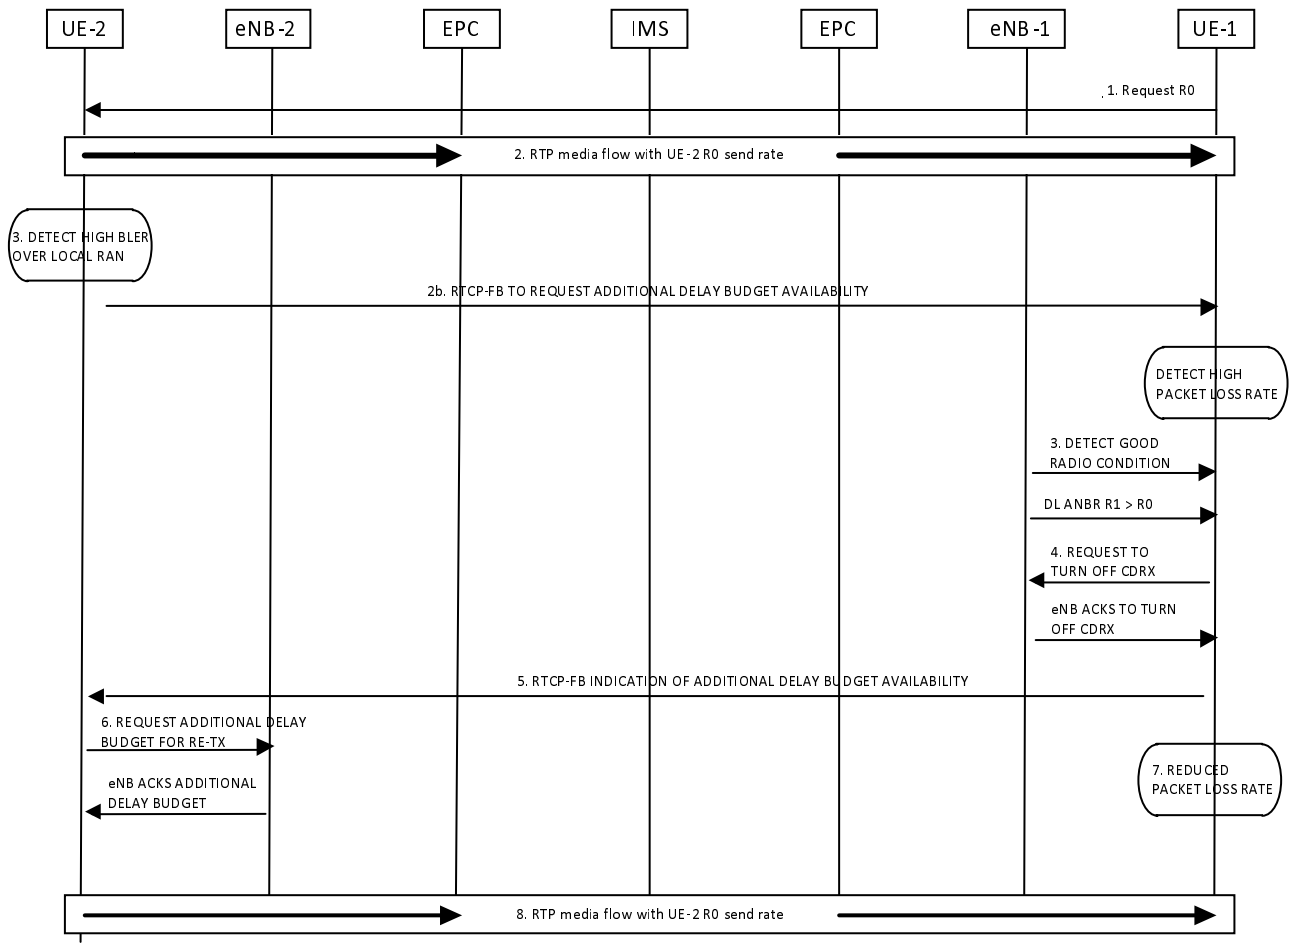 UE-2
eNB-2
EPC
IMS
EPC
eNB-1
UE-1
1. Request R0
2. RTP media flow with UE-2 R0 send rate
3. DETECT HIGH BLER
OVER LOCAL RAN
2b. RTCP-FB TO REQUEST ADDITIONAL DELAY BUDGET AVAILABILITY
DETECT HIGH
PACKET LOSS RATE
3. DETECT GOOD
RADIO CONDITION
DL ANBR R1 > R0
4. REQUEST TO
TURN OFF CDRX
eNB ACKS TO TURN
OFF CDRX
5. RTCP-FB INDICATION OF ADDITIONAL DELAY BUDGET AVAILABILITY
6. REQUEST ADDITIONAL DELAY
BUDGET FOR RE-TX
7. REDUCED
PACKET LOSS RATE
eNB ACKS ADDITIONAL
DELAY BUDGET
8. RTP media flow with UE-2 R0 send rate